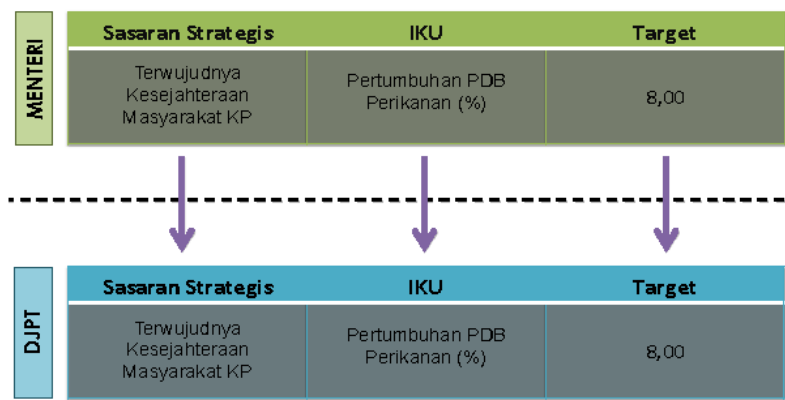 MENTERI
Sasaran Strategis IKU Target
Terwujudnya
Kesejahteraan
Masyarakat KP
Pertumbuhan PDB
Perikanan (%)
8,00
DJPT
Sasaran Strategis IKU Target
Terwujudnya
Kesejahteraan
Masyarakat KP
Pertumbuhan PDB
Perikanan (%)
8,00